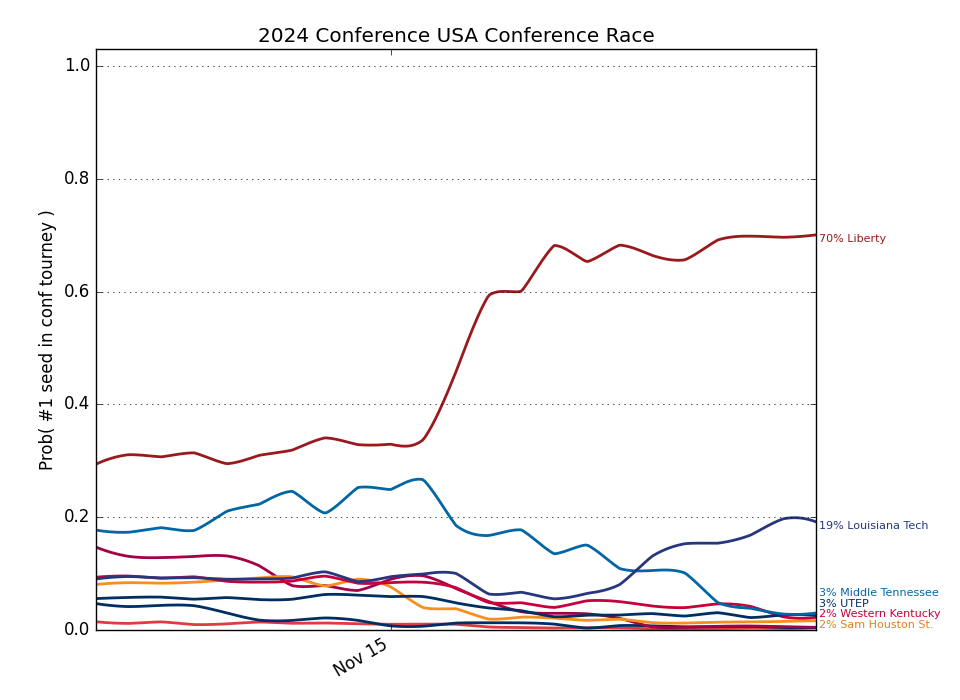 2024 Conference USA Conference Race
Prob( #1 seed in conf tourney )
1.0
0.8
0.6
0.4
0.2
0.0
Nov 15
70% Liberty
19% Louisiana Tech
3% Middle Tennessee
3% UTEP
2% Western Kentucky
2% Sam Houston St.